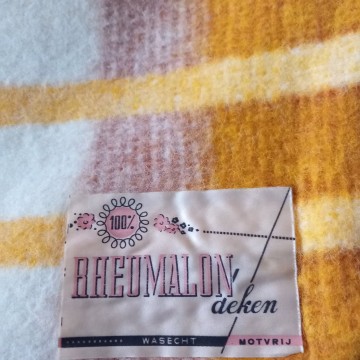 100%
RHEUMALON
deken
WASECHT MOTVRIJ